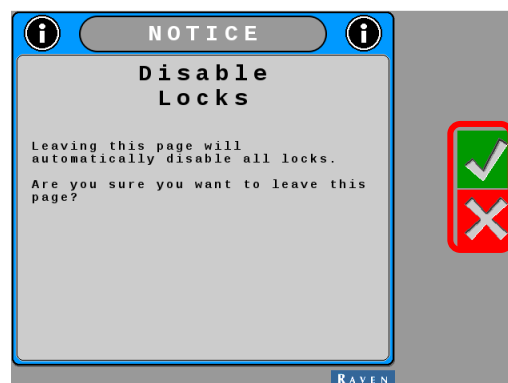 NOTICE
Disable
Locks
Leaving this page will
automatically disable all locks.
Are you sure you want to leave this
page?
RAVEN